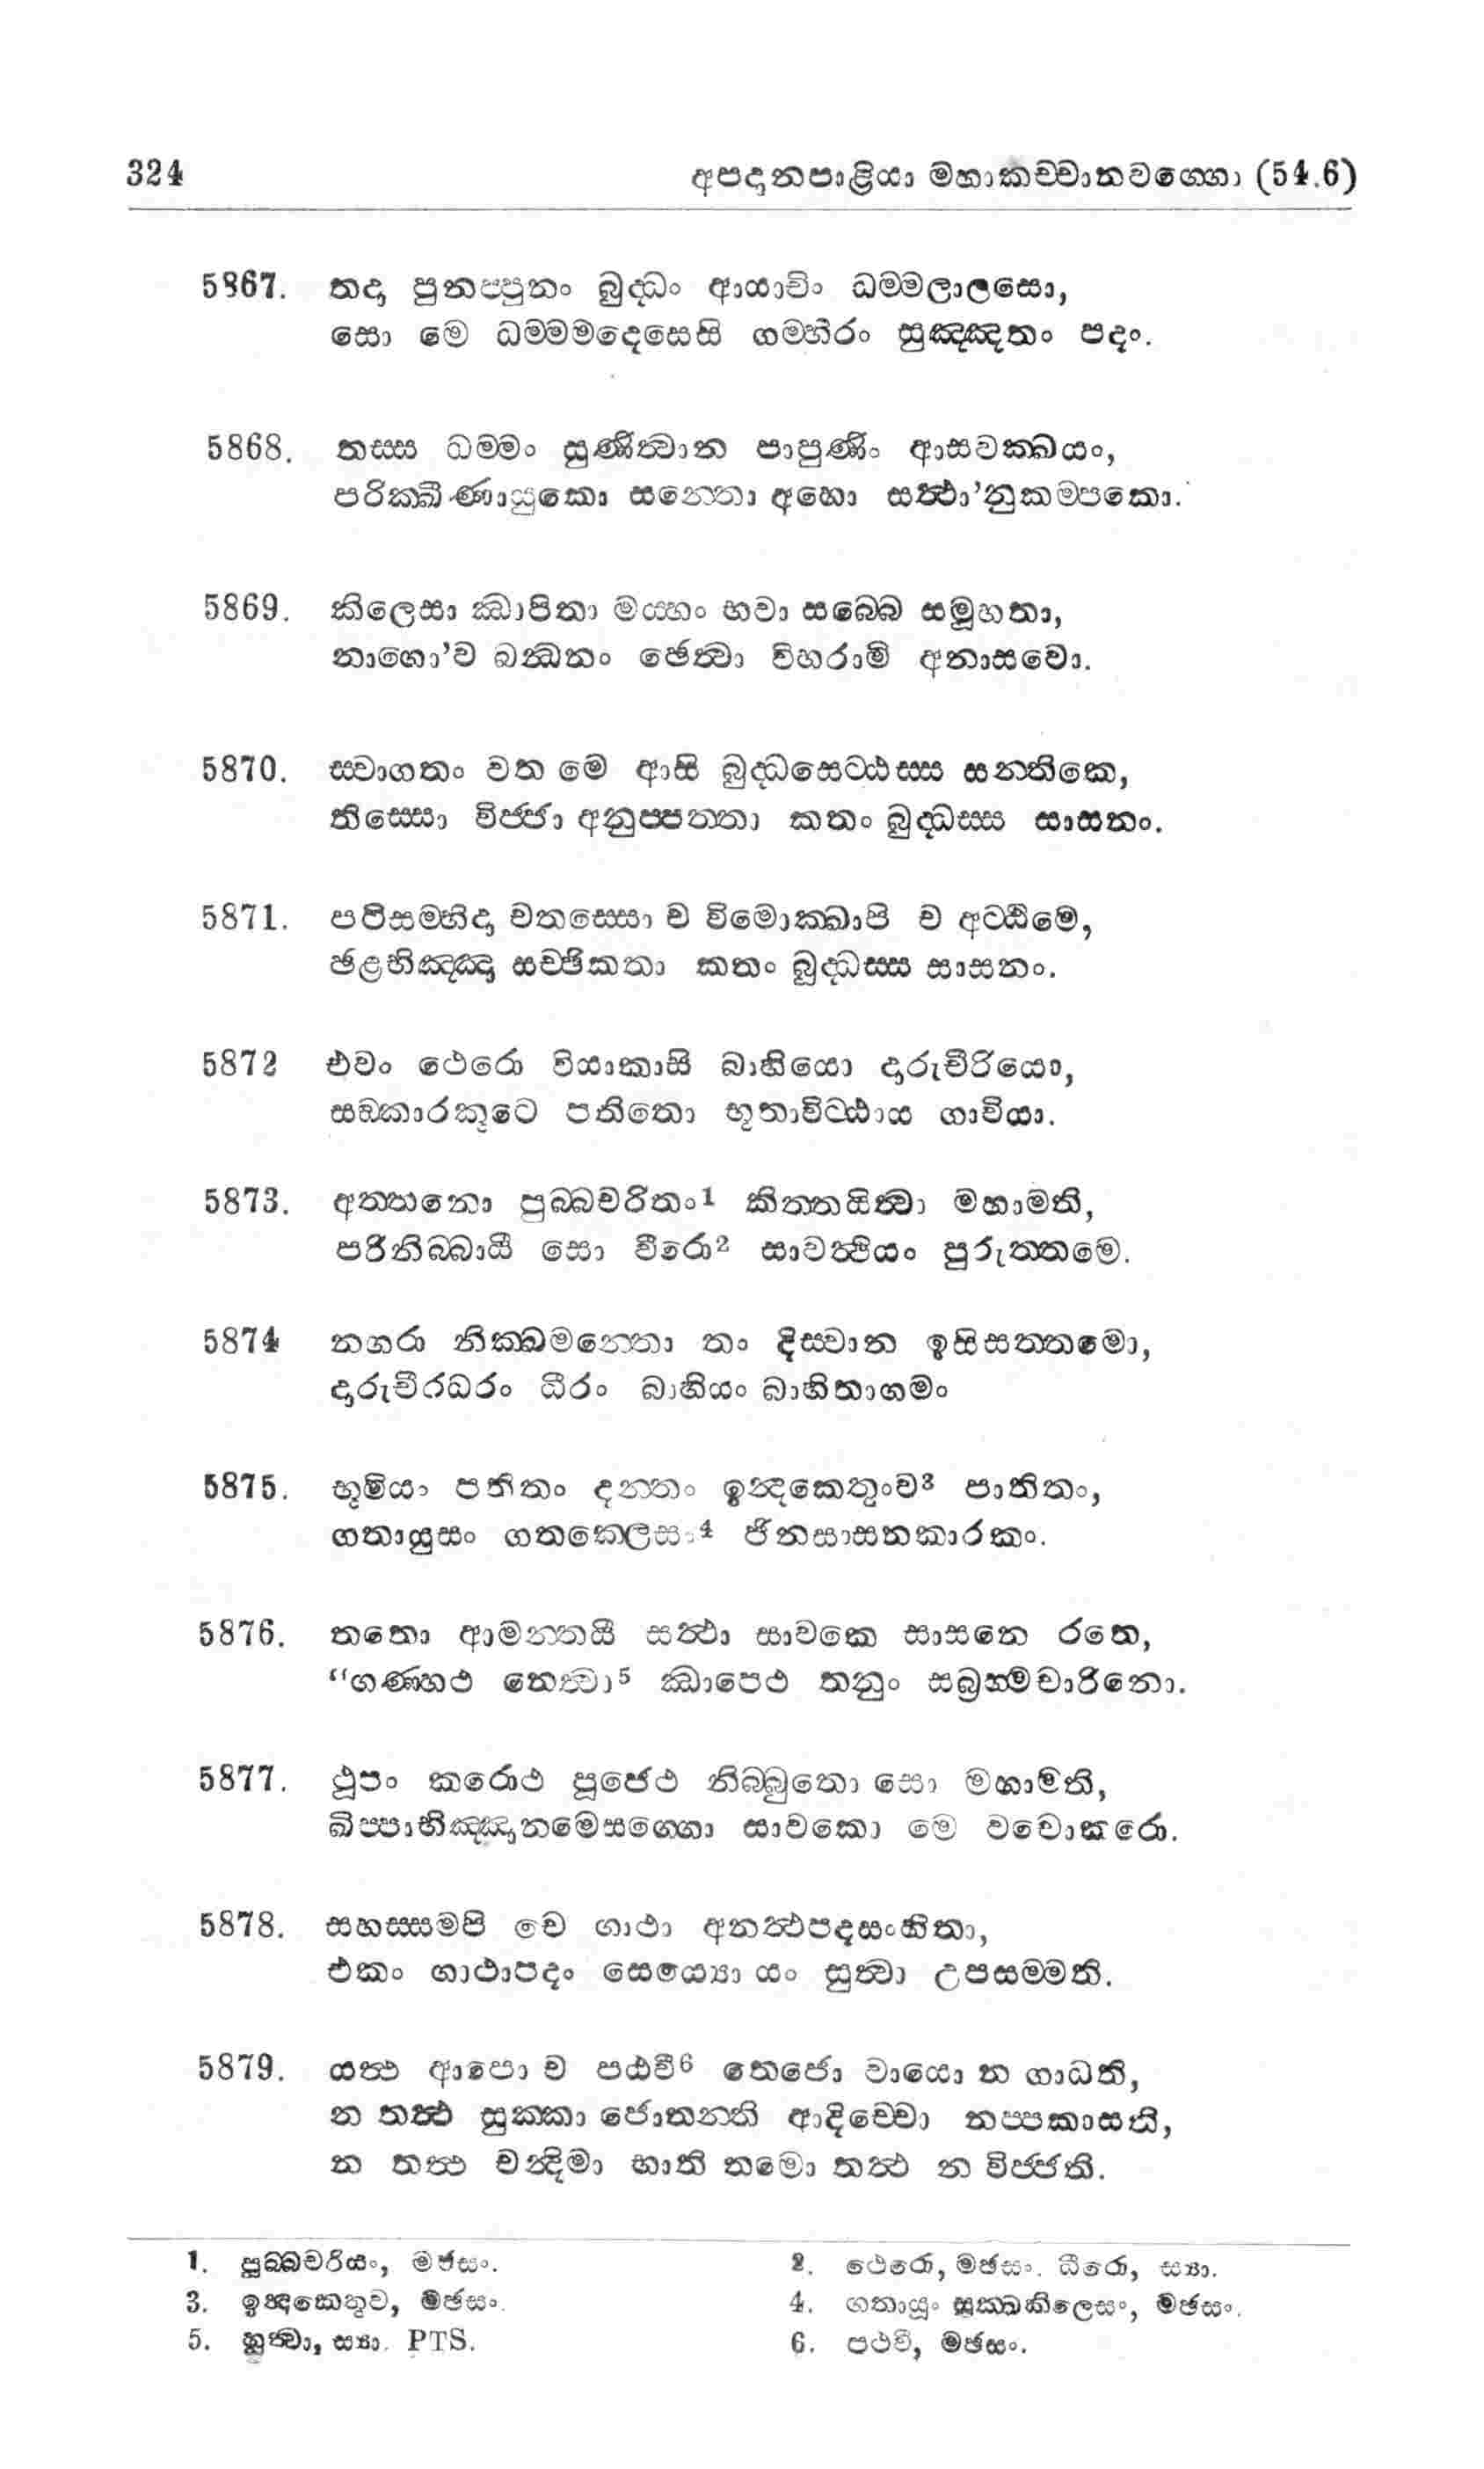 324 අපදානපාළියා මහාකච්චානවග්ගො (54.6)
5867. තදා පුනප්පුනං බුද්ධං ආයාචිං ධම්මලාලසො,
සො මෙ ධම්මමදෙසෙසි ගම්භීරං සුඤ්ඤතං පදං.
5868. තස්ස ධම්මං සුණිත්වාන පාපුණිං ආසවක්ඛයං,
පරික්ඛීණායුකො සන්තො අහො සත්ථා’නුකම්පකො.
5869. කිලෙසා ඣාපිතා මය්හං භවා සබ්බෙ සමූහතා,
නාගො’ව බන්ධනං ඡෙත්වා විහරාමි අනාසවො.
5870. ස්වාගතං වත මෙ ආසි බුද්ධසෙට්ඨස්ස සන්තිකෙ,
තිස්සො විජ්ජා අනුප්පත්තා කතං බුද්ධස්ස සාසනං.
5871. පටිසම්භිදා චතස්සො ච විමොක්ඛාපි ච අට්ඨිමෙ,
ඡළභිඤ්ඤා සච්ඡිකතා කතං බුද්ධස්ස සාසනං.
5872 එවං ථෙරො වියාකාසි බාහියො දාරුචීරියො,
සඞ්කාරකූටෙ පතිතො භූතාවිට්ඨාය ගාවියා.
5873. අත්තනො පුබ්බචරිතං1 කිත්තයිත්වා මහාමති,
පරිනිබ්බායී සො වීරො2 සාවත්ථියං පුරුත්තමෙ.
5874 නගරා නික්ඛමන්තො තං දිස්වාන ඉසිසත්තමො,
දාරුචීරධරං ධීරං බාහියං බාහිතාගමං
5875. භූමියං පතිතං දන්තං ඉන්දකෙතුංව3 පාතිතං,
ගතායුසං ගතක්ලෙසං4 ජිනසාසනකාරකං.
5876. තතො ආමන්තයී සත්ථා සාවකෙ සාසනෙ රතෙ,
“ගණ්හථ නෙත්වා5 ඣාපෙථ තනුං සබ්‍රහ්මචාරිනො.
5877. ථූපං කරොථ පූජෙථ නිබ්බුතො සො මහාමති,
ඛිප්පාභිඤ්ඤානමෙසග්ගො සාවකො මෙ වචොකරො.
5878. සහස්සමපි චෙ ගාථා අනත්ථපදසංහිතා,
එකං ගාථාපදං සෙය්‍යො යං සුත්වා උපසම්මති.
5879. යත්ථ ආපො ච පඨවී6 තෙජො වායො න ගාධති,
න තත්ථ සුක්කා ජොතන්ති ආදිච්චො නප්පකාසති,
න තත්ථ චන්දිමා භාති තමො තත්ථ න විජ්ජති.
1. පුබ්බචරියං, මඡසං. 2. ථෙරො, මඡසං. ධීරො, ස්‍යා.
3. ඉන්දකෙතූව, මඡසං. 4. ගතායූං සුක්ඛකිලෙසං, මඡසං.
5. හුත්වා, ස්‍යා. PTS. 6. පථවී, මඡසං.